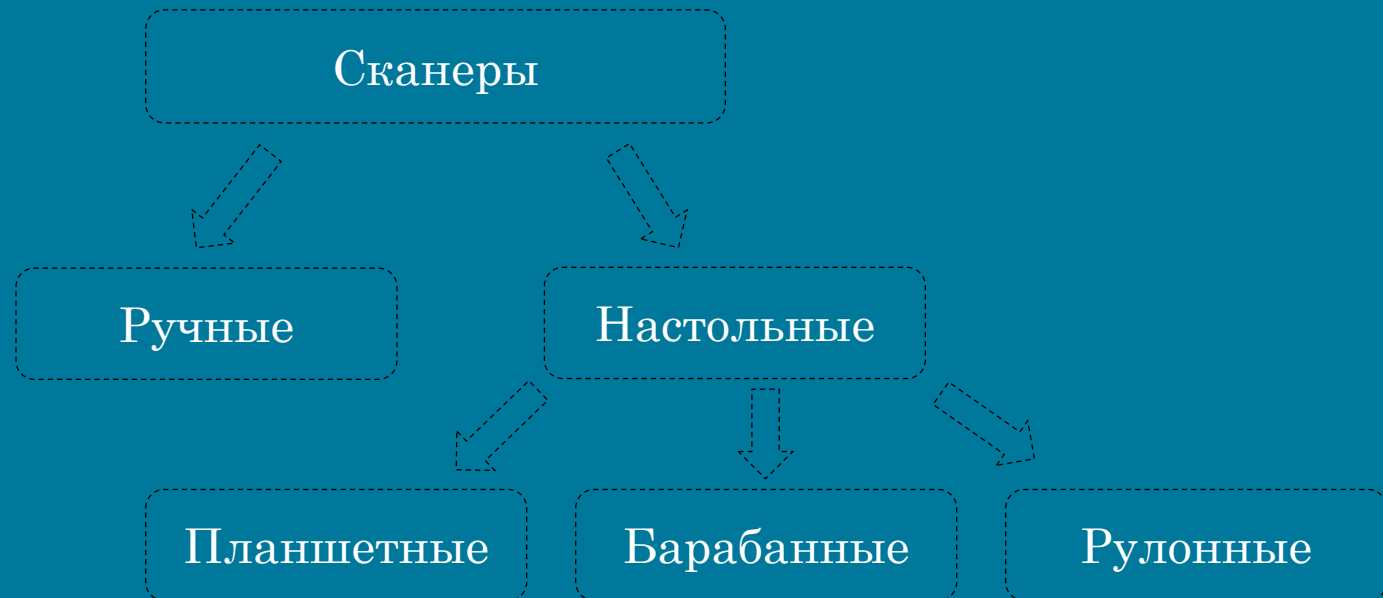 Сканеры
Ручные
Настольные
Планшетные
Барабанные
Рулонные